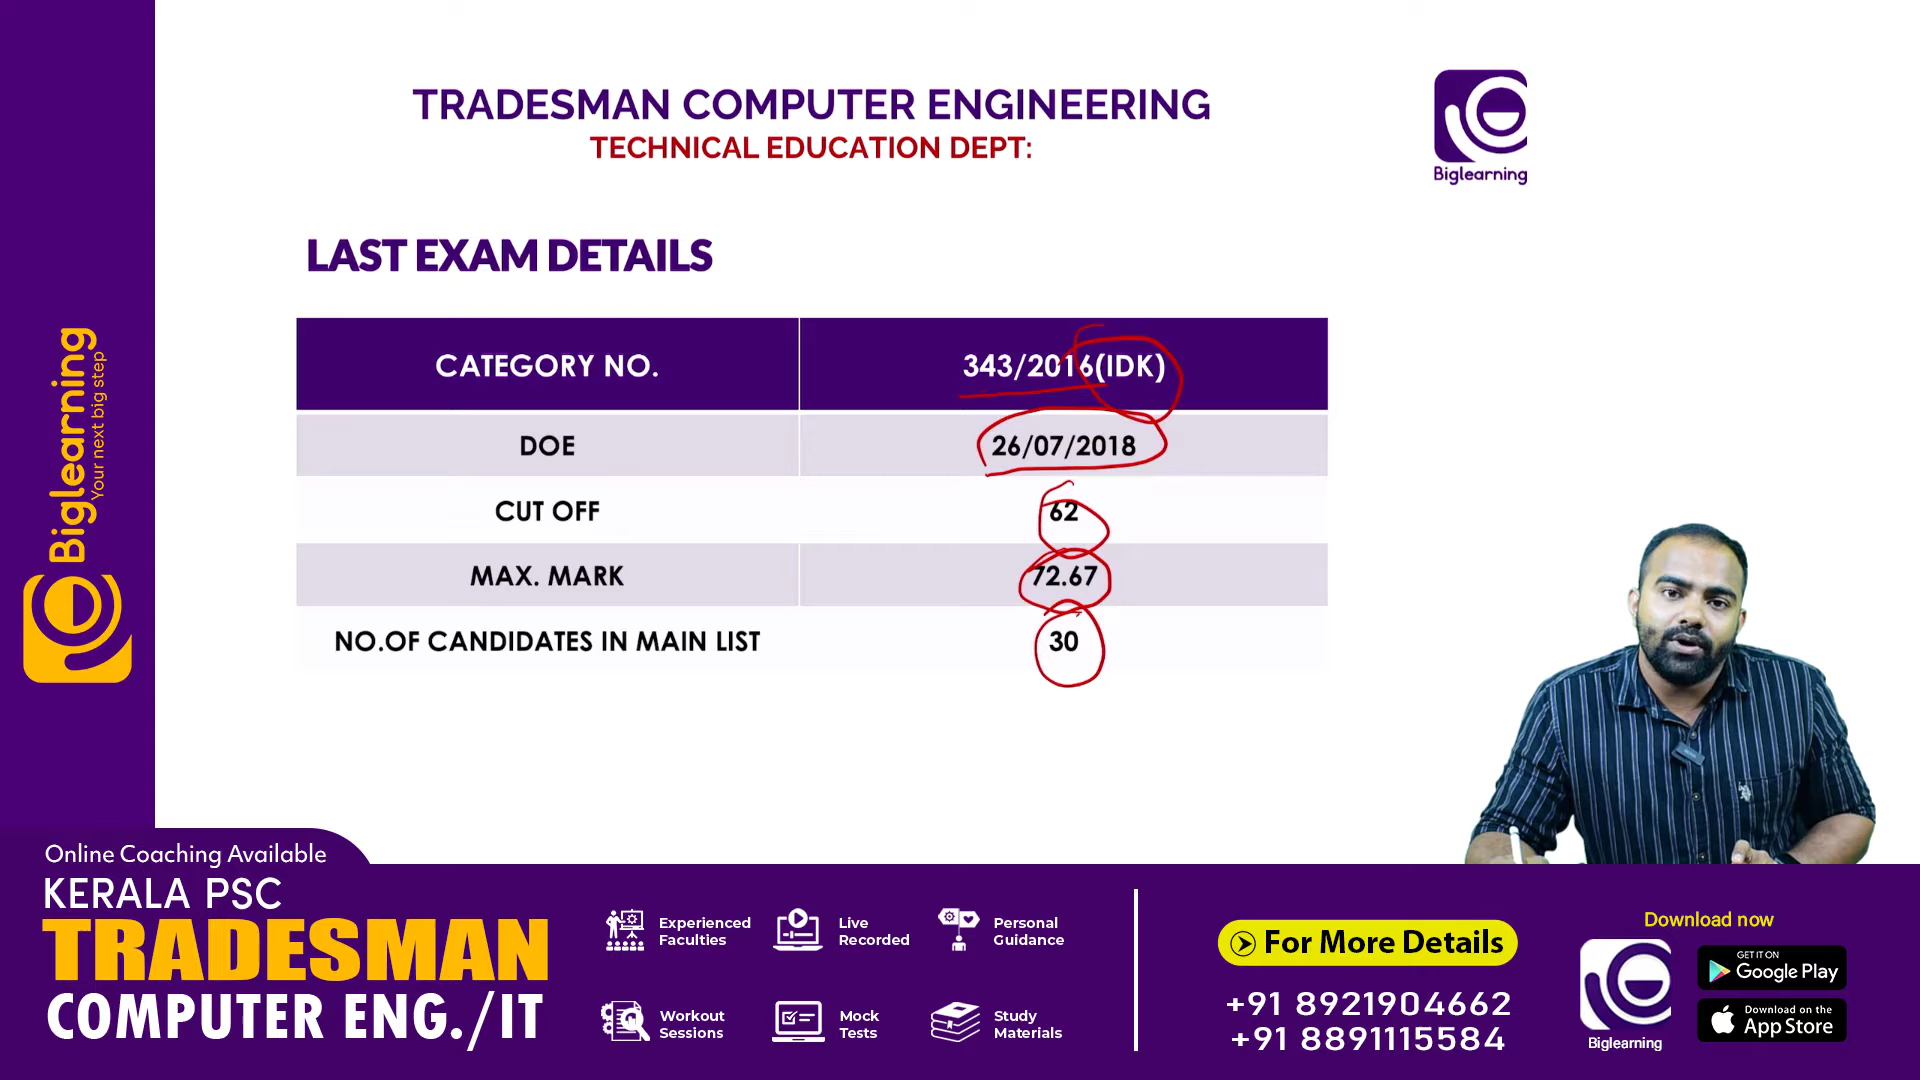 TRADESMAN COMPUTER ENGINEERING
TECHNICAL EDUCATION DEPT:
Biglearning
LAST EXAM DETAILS
CATEGORY NO. 343/2016(IDK)
DOE 26/07/2018
CUT OFF 62
MAX. MARK 72.67
NO.OF CANDIDATES IN MAIN LIST 30
Biglearning
Your next big step
Online Coaching Available
KERALA PSC
TRADESMAN
COMPUTER ENG./IT
Experienced
Faculties
Live
Recorded
Personal
Guidance
Workout
Sessions
Mock
Tests
Study
Materials
For More Details
+91 8921904662
+91 8891115584
Download now
Biglearning
GET IT ON
Google Play
Download on the
App Store